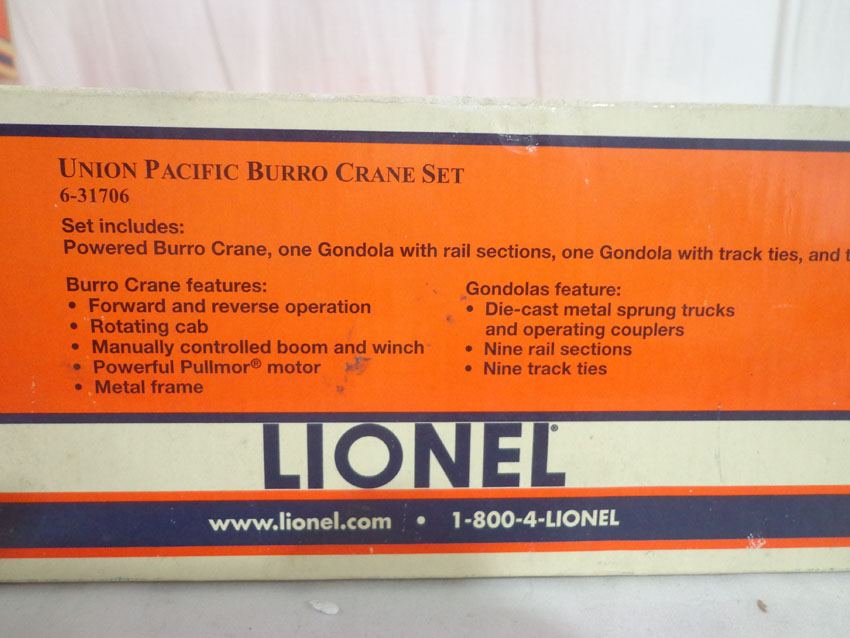 UNION PACIFIC BURRO CRANE SET
6-31706
Set includes:
Powered Burro Crane, one Gondola with rail sections, one Gondola with track ties, and
Burro Crane features:
• Forward and reverse operation
• Rotating cab
• Manually controlled boom and winch
• Powerful Pullmor® motor
• Metal frame
Gondolas feature:
• Die-cast metal sprung trucks
and operating couplers
• Nine rail sections
• Nine track ties
LIONEL®
www.lionel.com • 1-800-4-LIONEL